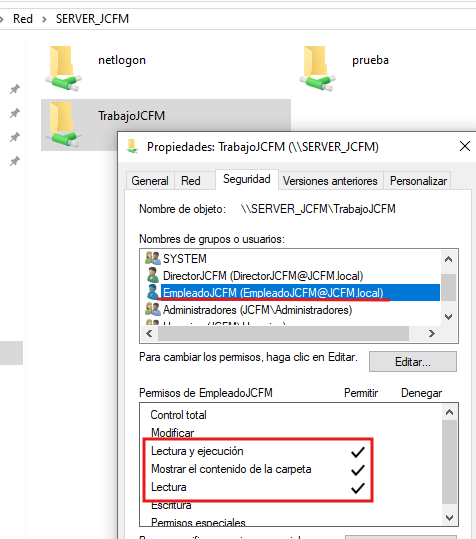 Red > SERVER_JCFM
netlogon
prueba
TrabajoJCFM
Propiedades: TrabajoJCFM (\\SERVER_JCFM)
General Red Seguridad Versiones anteriores Personalizar
Nombre de objeto: \\SERVER_JCFM\TrabajoJCFM
Nombres de grupos o usuarios:
SYSTEM
DirectorJCFM (DirectorJCFM@JCFM.local)
EmpleadoJCFM (EmpleadoJCFM@JCFM.local)
Administradores (JCFM\Administradores)
Para cambiar los permisos, haga clic en Editar.
Editar...
Permisos de EmpleadoJCFM Permitir Denegar
Control total
Modificar
Lectura y ejecución
Mostrar el contenido de la carpeta
Lectura
Escritura
Permisos especiales